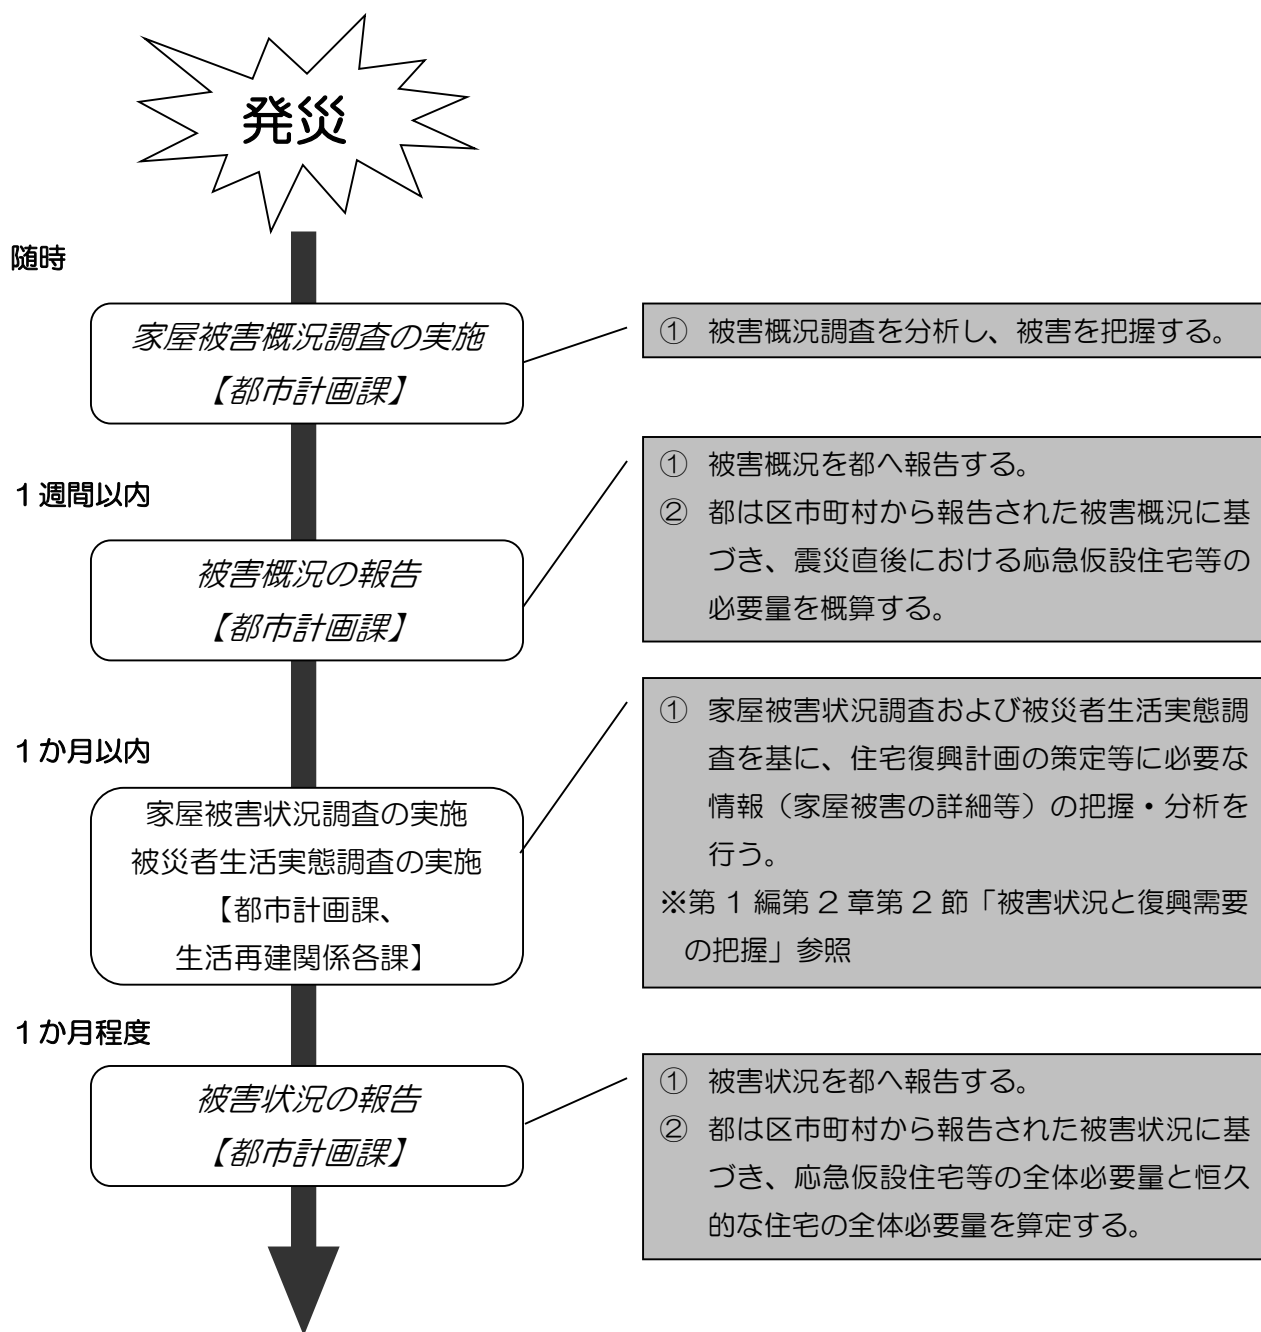 発災
随時
家屋被害概況調査の実施
【都市計画課】
① 被害概況調査を分析し、被害を把握する。
1週間以内
被害概況の報告
【都市計画課】
① 被害概況を都へ報告する。
② 都は区市町村から報告された被害概況に基
づき、震災直後における応急仮設住宅等の
必要量を概算する。
1か月以内
家屋被害状況調査の実施
被災者生活実態調査の実施
【都市計画課、
生活再建関係各課】
① 家屋被害状況調査および被災者生活実態調
査を基に、住宅復興計画の策定等に必要な
情報（家屋被害の詳細等）の把握・分析を
行う。
※第1編第2章第2節「被害状況と復興需要
の把握」参照
1か月程度
被害状況の報告
【都市計画課】
① 被害状況を都へ報告する。
② 都は区市町村から報告された被害状況に基
づき、応急仮設住宅等の全体必要量と恒久
的な住宅の全体必要量を算定する。